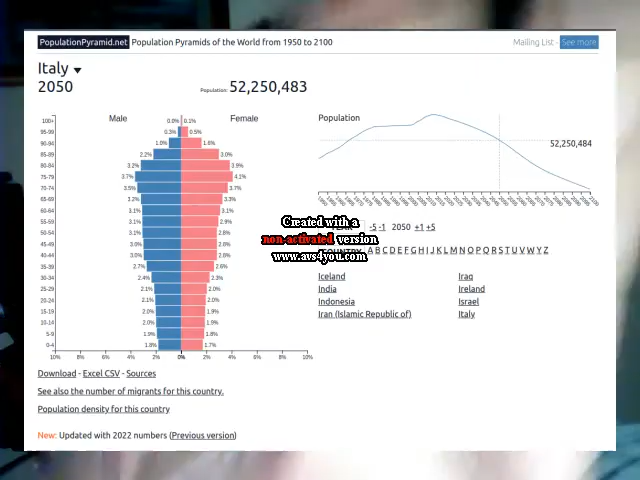 PopulationPyramid.net Population Pyramids of the World from 1950 to 2100
Mailing List - See more
Italy
2050
Population: 52,250,483
Male Female
100+ 0.0% 0.1%
95-99 0.3% 0.5%
90-94 1.0% 1.6%
85-89 2.2% 3.0%
80-84 3.2% 3.9%
75-79 3.7% 4.1%
70-74 3.5% 3.7%
65-69 3.2% 3.3%
60-64 3.1% 3.1%
55-59 3.1% 2.9%
50-54 3.1% 2.8%
45-49 3.0% 2.8%
40-44 3.0% 2.8%
35-39 2.7% 2.6%
30-34 2.4% 2.3%
25-29 2.1% 2.0%
20-24 2.1% 2.0%
15-19 2.0% 1.9%
10-14 2.0% 1.9%
5-9 1.9% 1.8%
0-4 1.8% 1.7%
10% 8% 6% 4% 2% 0% 2% 4% 6% 8% 10%
Population
52,250,484
Created with a
non-activated version
www.avs4you.com
-5 -1 2050 +1 +5
A B C D E F G H I J K L M N O P Q R S T U V W Y Z
Iceland Iraq
India Ireland
Indonesia Israel
Iran (Islamic Republic of) Italy
Download - Excel CSV - Sources
See also the number of migrants for this country.
Population density for this country
New: Updated with 2022 numbers (Previous version)